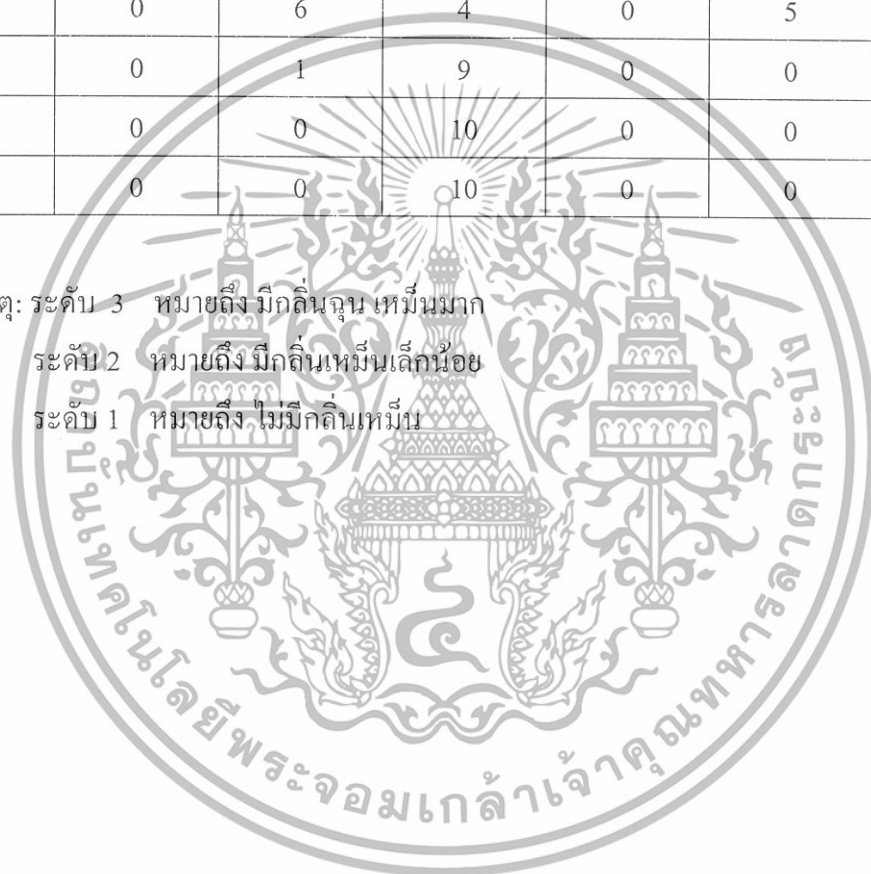 0 6 4 0 5
0 1 9 0 0
0 0 10 0 0
0 0 10 0 0
ตุ: ระดับ 3 หมายถึง มีกลิ่นฉุน เหม็นมาก
ระดับ 2 หมายถึง มีกลิ่นเหม็นเล็กน้อย
ระดับ 1 หมายถึง ไม่มีกลิ่นเหม็น
สถาบันเทคโนโลยีพระจอมเกล้าเจ้าคุณทหารลาดกระบัง